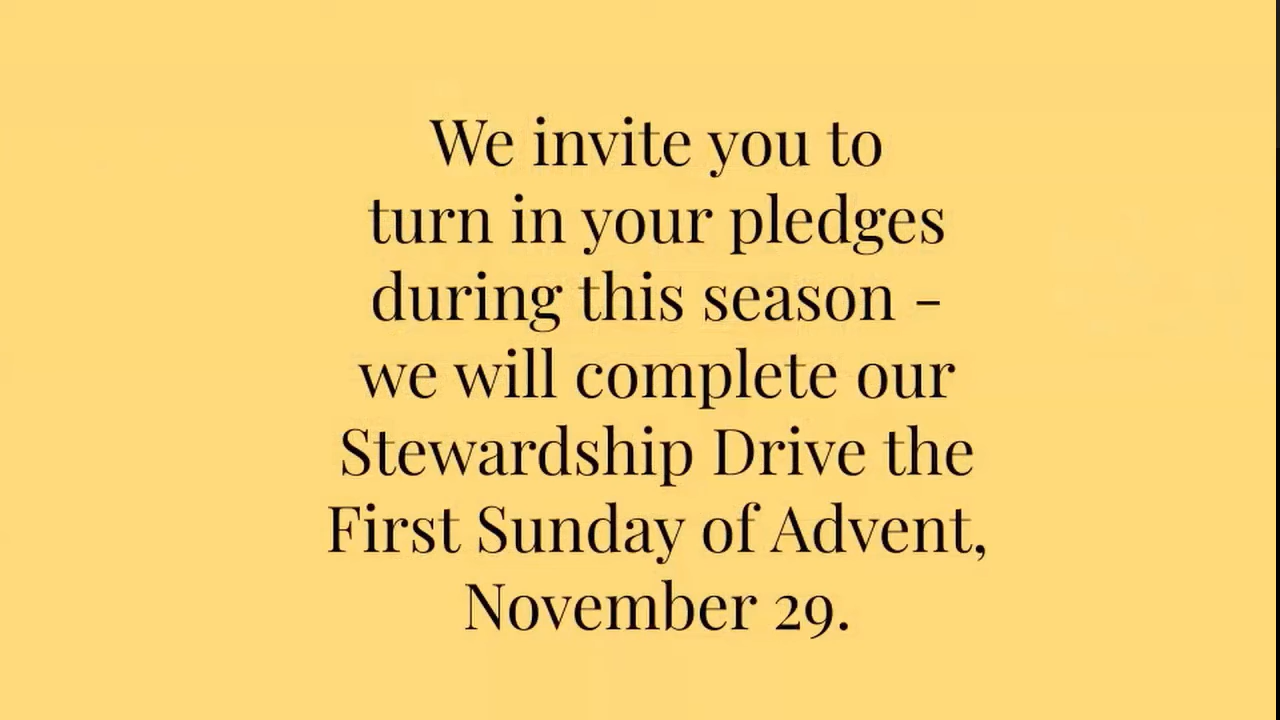 We invite you to
turn in your pledges
during this season -
we will complete our
Stewardship Drive the
First Sunday of Advent,
November 29.